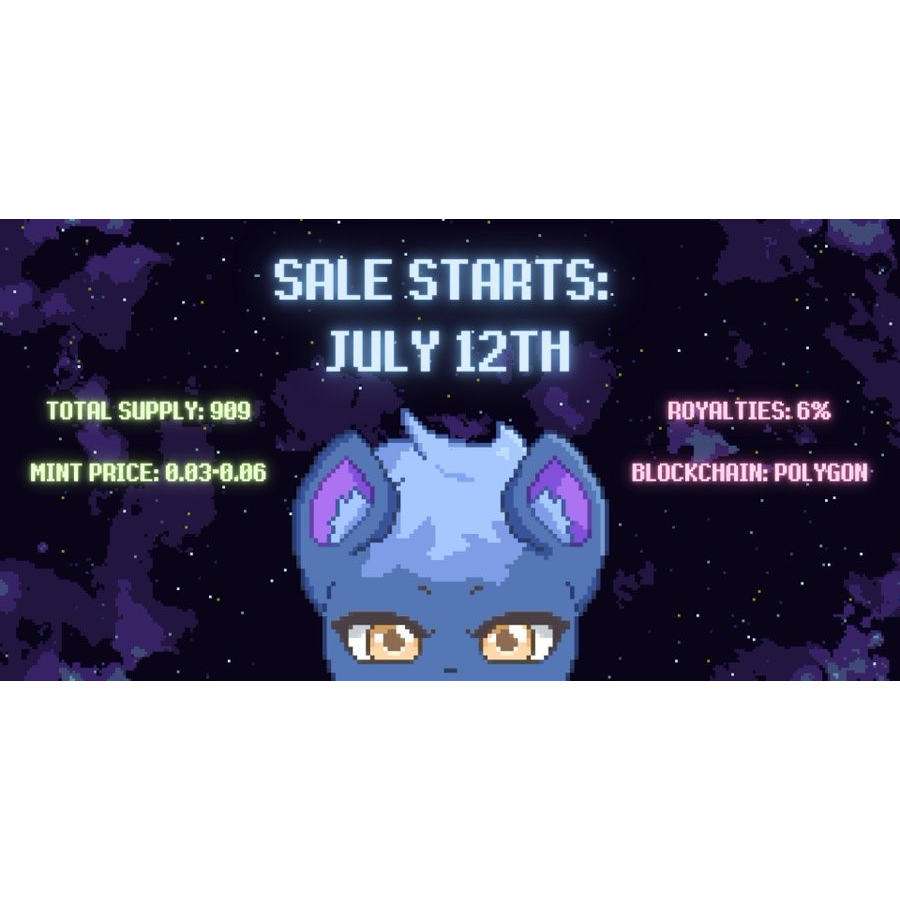 SALE STARTS:
JULY 12TH
TOTAL SUPPLY: 909
MINT PRICE: 0.03-0.06
ROYALTIES: 6%
BLOCKCHAIN: POLYGON